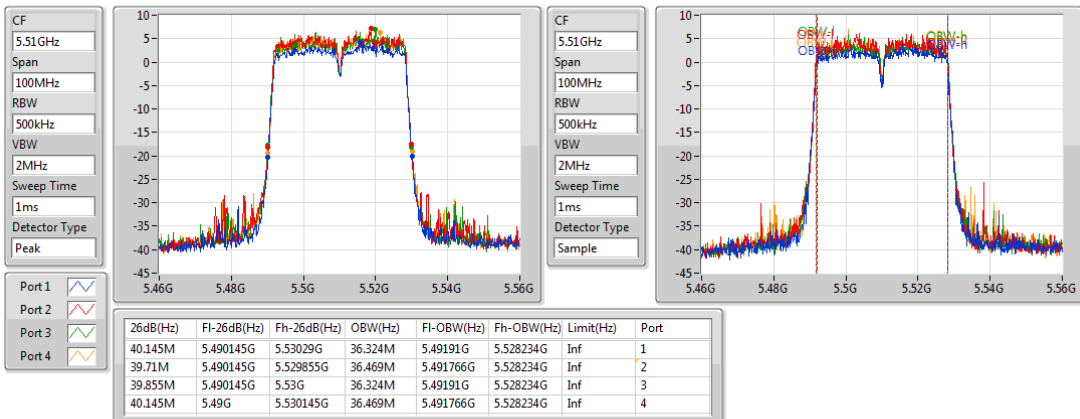 CF
5.51GHz
Span
100MHz
RBW
500kHz
VBW
2MHz
Sweep Time
1ms
Detector Type
Peak
10
5
0
-5
-10
-15
-20
-25
-30
-35
-40
-45
5.46G 5.48G 5.5G 5.52G 5.54G 5.56G
CF
5.51GHz
Span
100MHz
RBW
500kHz
VBW
2MHz
Sweep Time
1ms
Detector Type
Sample
10
5
0
-5
-10
-15
-20
-25
-30
-35
-40
-45
OBW-l OBW-h
5.46G 5.48G 5.5G 5.52G 5.54G 5.56G
Port 1
Port 2
Port 3
Port 4
26dB(Hz) Fl-26dB(Hz) Fh-26dB(Hz) OBW(Hz) Fl-OBW(Hz) Fh-OBW(Hz) Limit(Hz) Port
40.145M 5.490145G 5.53029G 36.324M 5.49191G 5.528234G Inf 1
39.71M 5.490145G 5.529855G 36.469M 5.491766G 5.528234G Inf 2
39.855M 5.490145G 5.53G 36.324M 5.49191G 5.528234G Inf 3
40.145M 5.49G 5.530145G 36.469M 5.491766G 5.528234G Inf 4